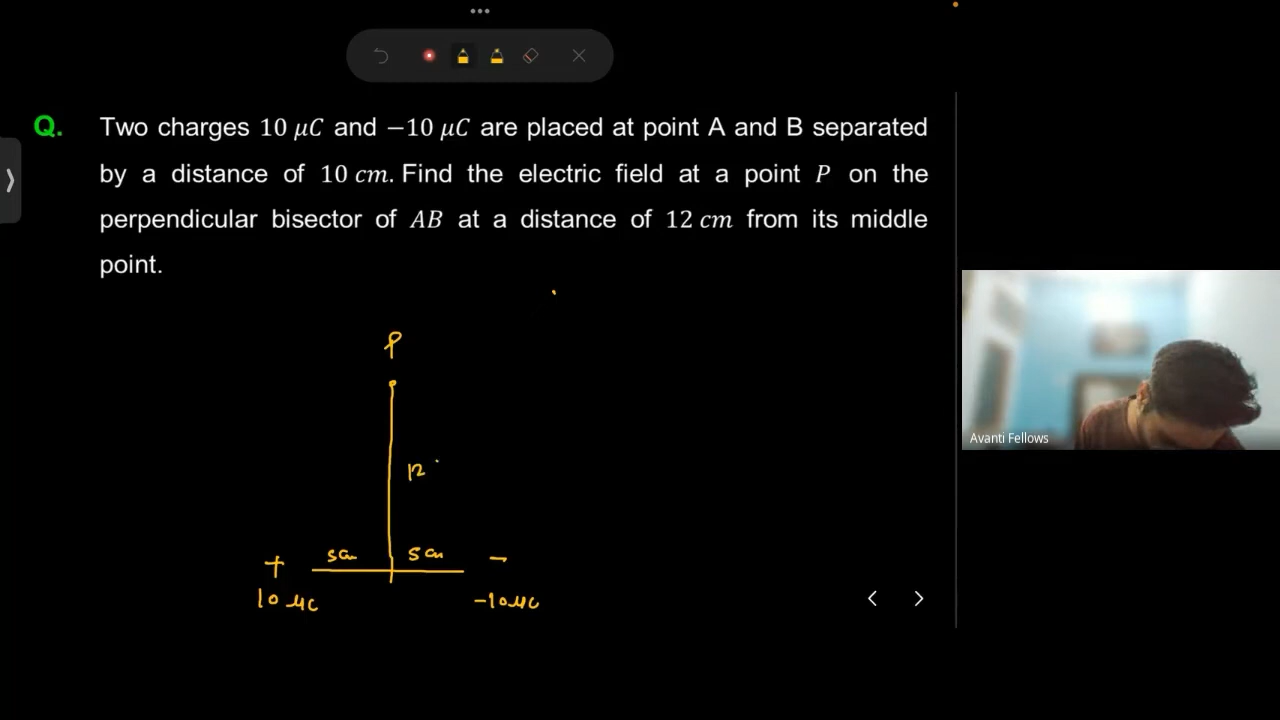 Q. Two charges 10 μC and −10 μC are placed at point A and B separated
by a distance of 10 cm. Find the electric field at a point P on the
perpendicular bisector of AB at a distance of 12 cm from its middle
point.
P
12
5cm 5cm
+ −
10 μC -10μC
Avanti Fellows